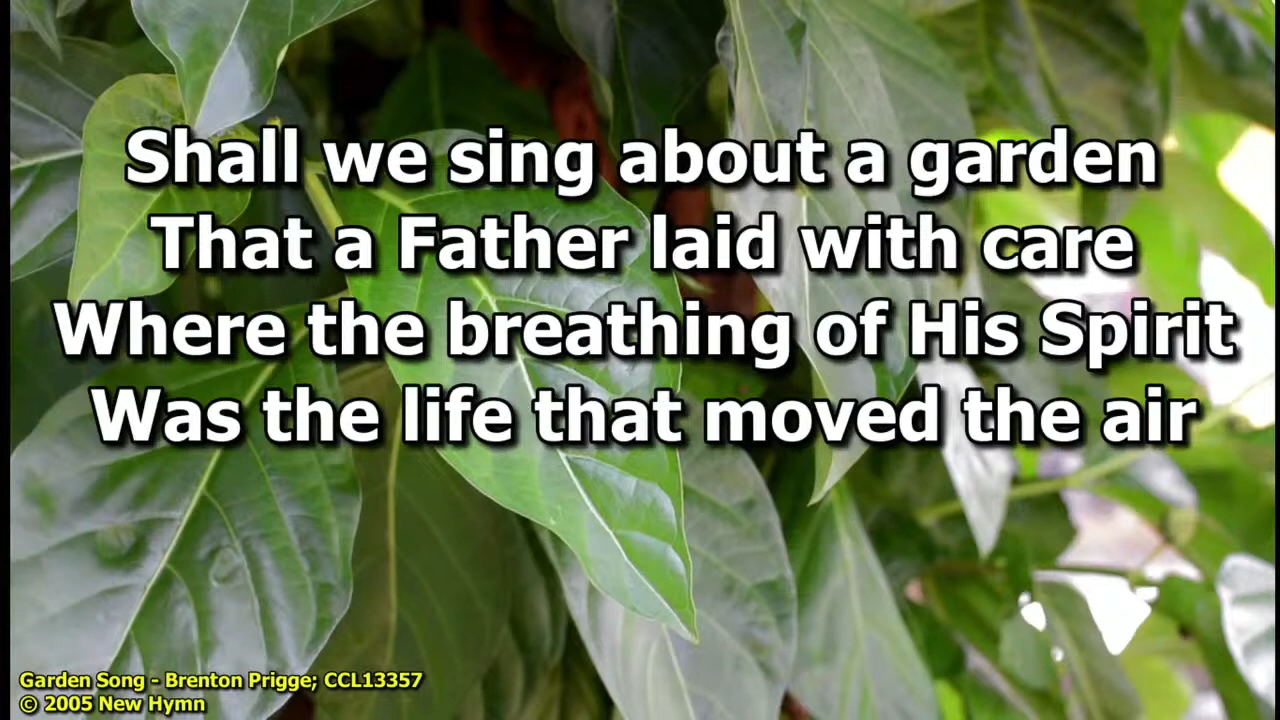 Shall we sing about a garden
That a Father laid with care
Where the breathing of His Spirit
Was the life that moved the air
Garden Song - Brenton Prigge; CCL13357
© 2005 New Hymn